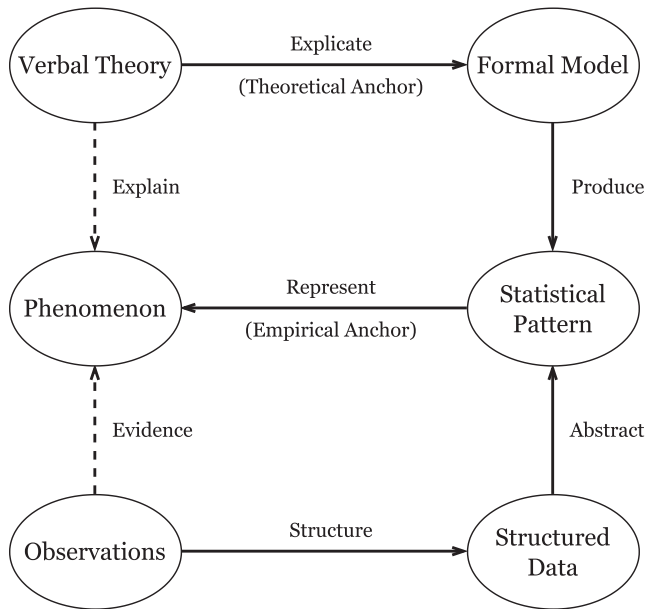 Verbal Theory
Explicate
(Theoretical Anchor)
Formal Model
Explain
Produce
Phenomenon
Represent
(Empirical Anchor)
Statistical
Pattern
Evidence
Abstract
Observations
Structure
Structured
Data